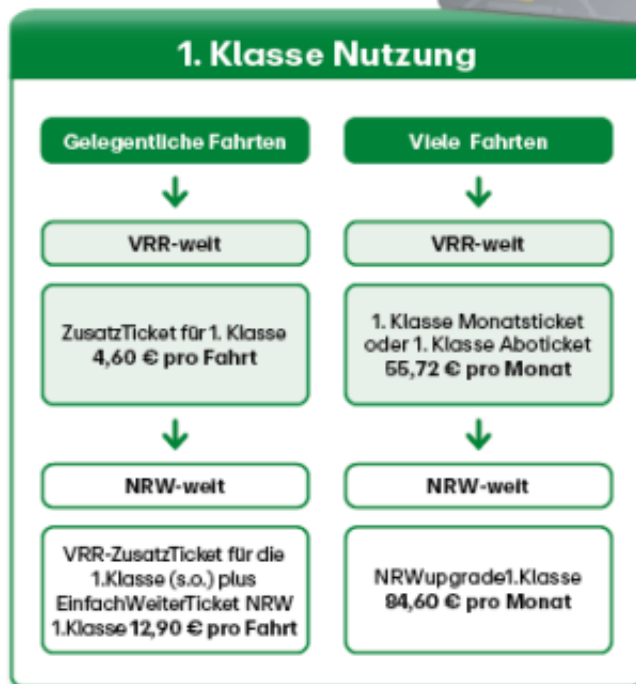 1. Klasse Nutzung
Gelegentliche Fahrten
VRR-weit
ZusatzTicket für 1. Klasse
4,60 € pro Fahrt
NRW-weit
VRR-ZusatzTicket für die
1.Klasse (s.o.) plus
EinfachWeiterTicket NRW
1.Klasse 12,90 € pro Fahrt
Viele Fahrten
VRR-weit
1. Klasse Monatsticket
oder 1. Klasse Aboticket
55,72 € pro Monat
NRW-weit
NRWupgrade1.Klasse
84,60 € pro Monat